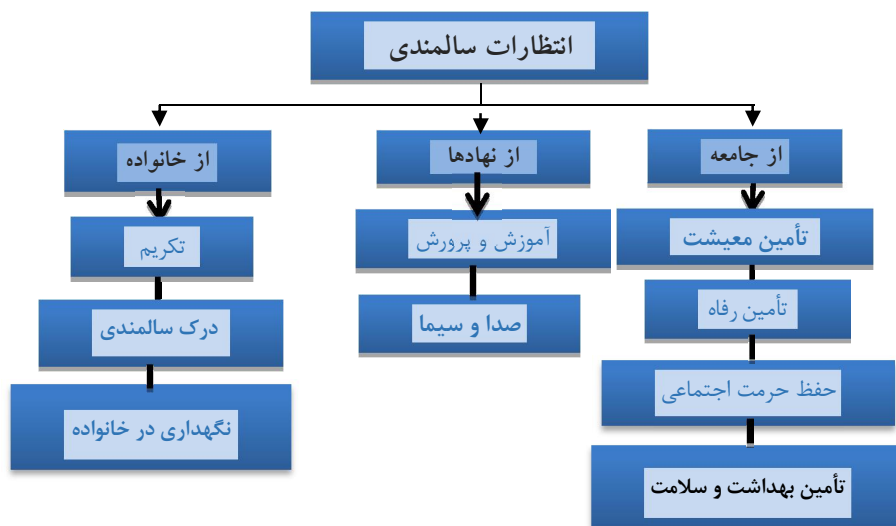 انتظارات سالمندی
از جامعه
از نهادها
از خانواده
تأمین معیشت
تأمین رفاه
حفظ حرمت اجتماعی
تأمین بهداشت و سلامت
آموزش و پرورش
صدا و سیما
تکریم
درک سالمندی
نگهداری در خانواده